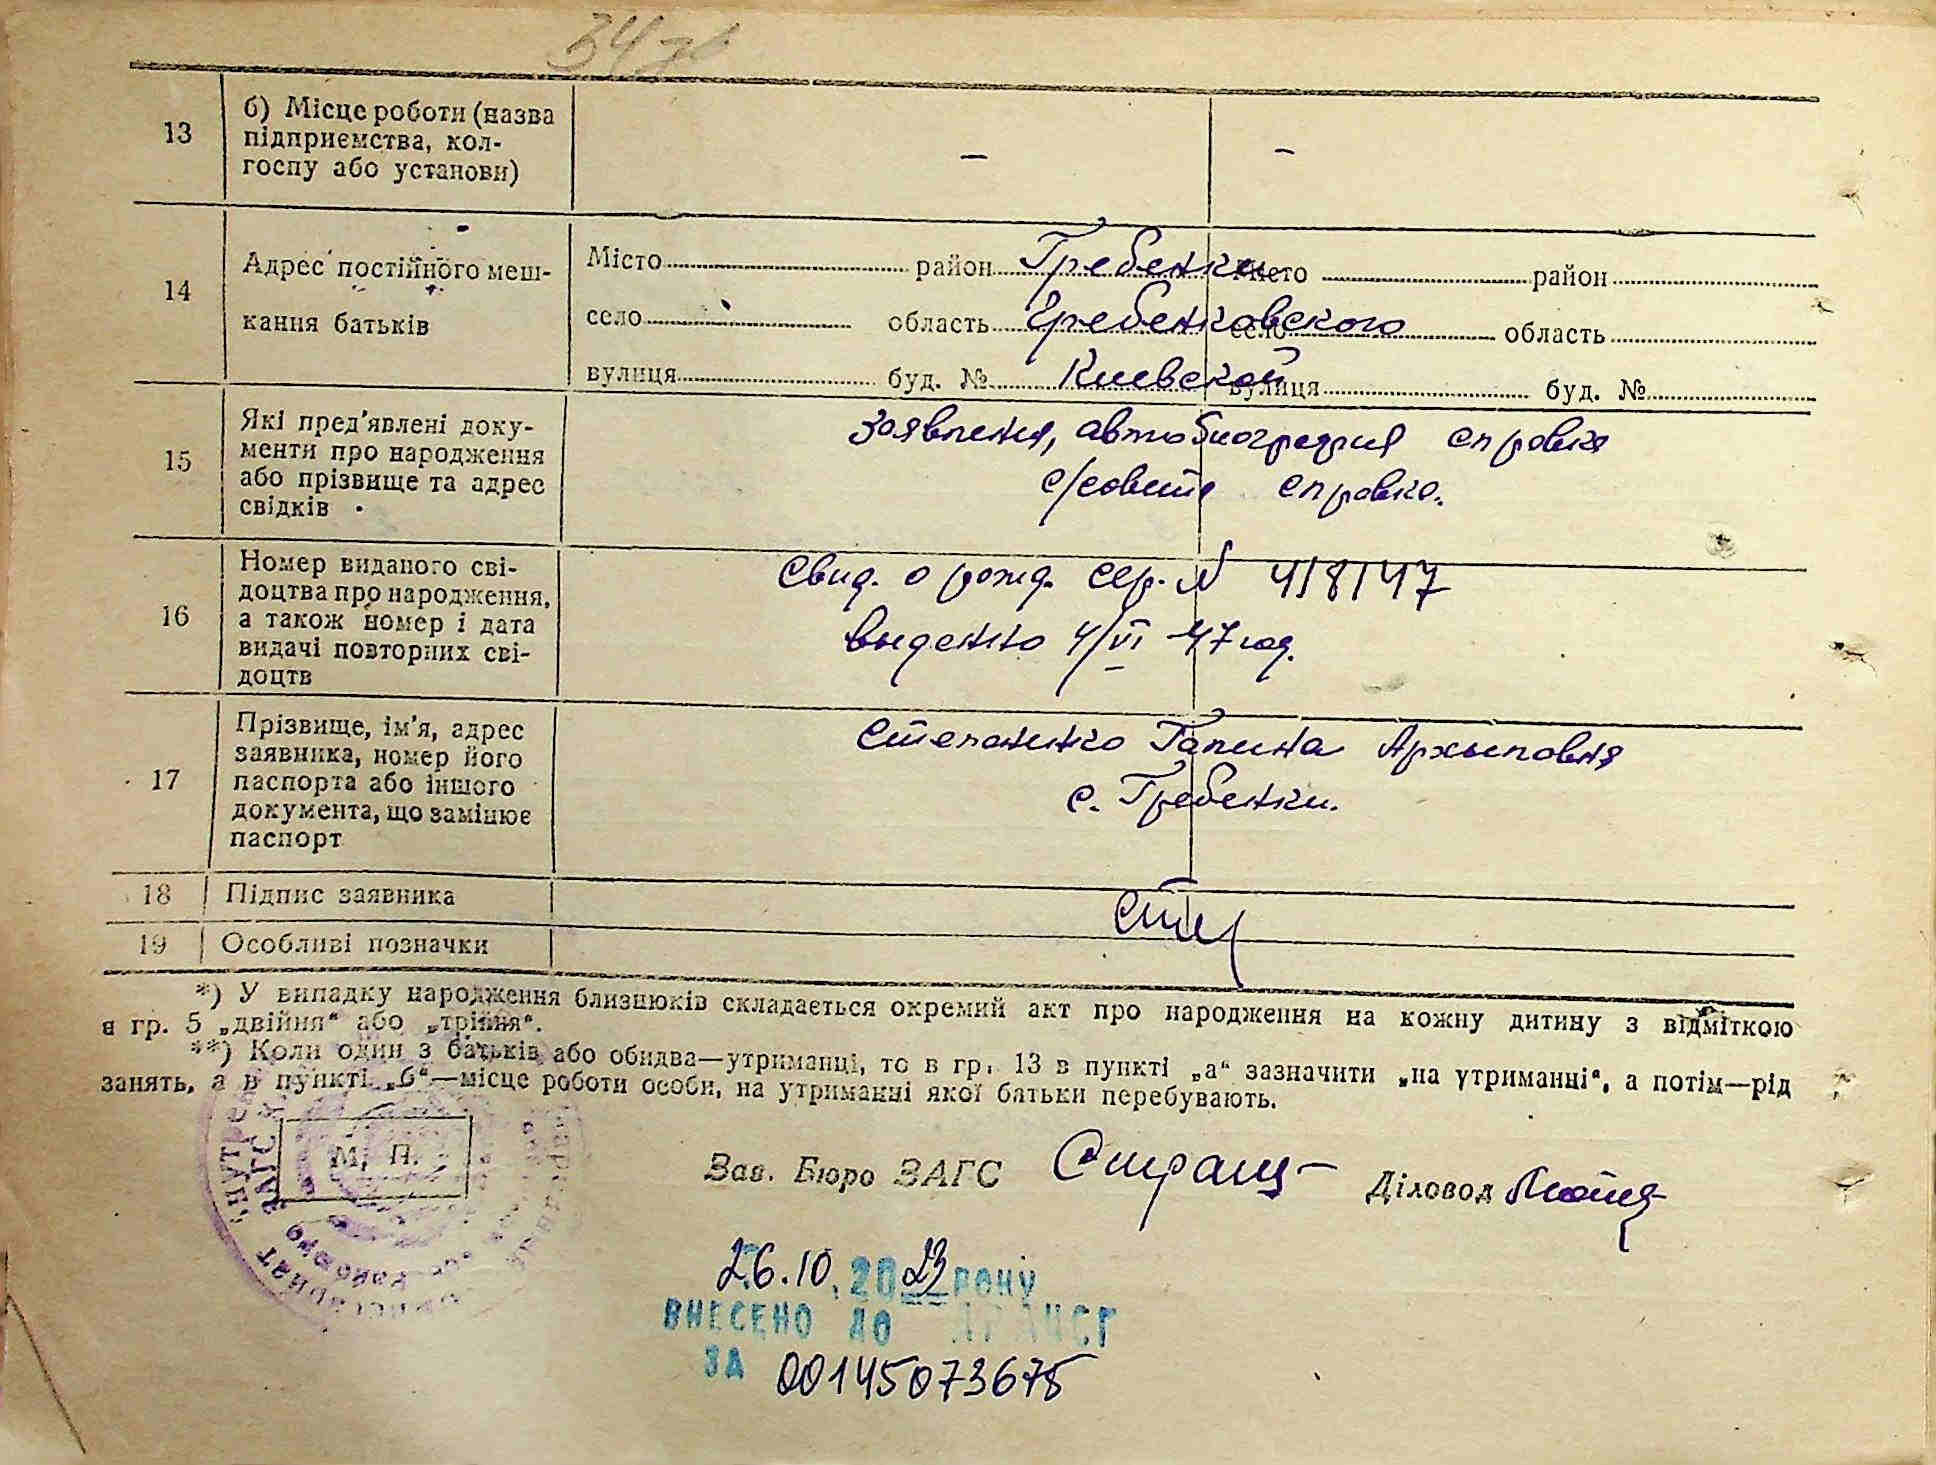 34
13 б) Місце роботи (назва
підприємства, кол-
госпу або установи)
– –
14 Адрес постійного меш-
кання батьків
Місто район Гребенки Місто район
село область Гребенковского село область
вулиця буд. № Киевской вулиця буд. №
15 Які пред'явлені доку-
менти про народження
або прізвище та адрес
свідків
заявления, автобиография справка
с/совита справка.
16 Номер виданого сві-
доцтва про народження,
а також номер і дата
видачі повторних сві-
доцтв
Свид. о рожд. сер. N 418147
выденно 4/VI 47 год.
17 Прізвище, ім'я, адрес
заявника, номер його
паспорта або іншого
документа, що замінює
паспорт
Степаненко Галина Архыповна
с. Гребенки.
18 Підпис заявника
19 Особливі позначки
*) У випадку народження близнюків складається окремий акт про народження на кожну дитину з відміткою
в гр. 5 „двійня“ або „трійня“.
**) Коли один з батьків або обидва—утриманці, то в гр. 13 в пункті „а“ зазначити „на утриманні“, а потім—рід
занять, а в пункті „б“—місце роботи особи, на утриманні якої батьки перебувають.
М. П.
Зав. Бюро ЗАГС Діловод
26.10.2023 року
ВНЕСЕНО ДО ДРАЦСГ
ЗА 00145073675